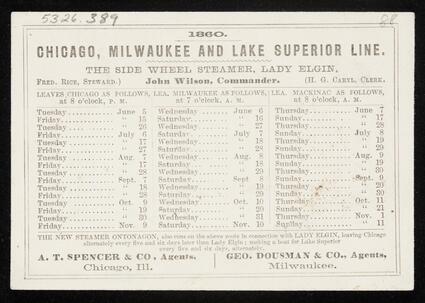 5326.389
88
1860.
CHICAGO, MILWAUKEE AND LAKE SUPERIOR LINE.
THE SIDE WHEEL STEAMER, LADY ELGIN,
FRED. RICE, STEWARD.) John Wilson, Commander. (H. G. CARYL, CLERK.
LEAVES CHICAGO AS FOLLOWS, LEA. MILWAUKEE AS FOLLOWS, LEA. MACKINAC AS FOLLOWS,
at 8 o'clock, P. M. at 7 o'clock, A. M. at 8 o'clock, A. M.
Tuesday June 5 Wednesday June 6 Thursday June 7
Friday " 15 Saturday " 16 Sunday " 17
Tuesday " 26 Wednesday " 27 Thursday " 28
Friday July 6 Saturday July 7 Sunday July 8
Tuesday " 17 Wednesday " 18 Thursday " 19
Friday " 27 Saturday " 28 Sunday " 29
Tuesday Aug. 7 Wednesday Aug. 8 Thursday Aug. 9
Friday " 17 Saturday " 18 Sunday " 19
Tuesday " 28 Wednesday " 29 Thursday " 30
Friday Sept. 7 Saturday Sept. 8 Sunday Sept. 9
Tuesday " 18 Wednesday " 19 Thursday " 20
Friday " 28 Saturday " 29 Sunday " 30
Tuesday Oct. 9 Wednesday Oct. 10 Thursday Oct. 11
Friday " 19 Saturday " 20 Sunday " 21
Tuesday " 30 Wednesday " 31 Thursday Nov. 1
Friday Nov. 9 Saturday Nov. 10 Sunday " 11
THE NEW STEAMER ONTONAGON, also runs on the above route in connection with LADY ELGIN, leaving Chicago
alternately every five and six days later than Lady Elgin; making a boat for Lake Superior
every five and six days, alternately.
A. T. SPENCER & CO., Agents, GEO. DOUSMAN & CO., Agents,
Chicago, Ill. Milwaukee.